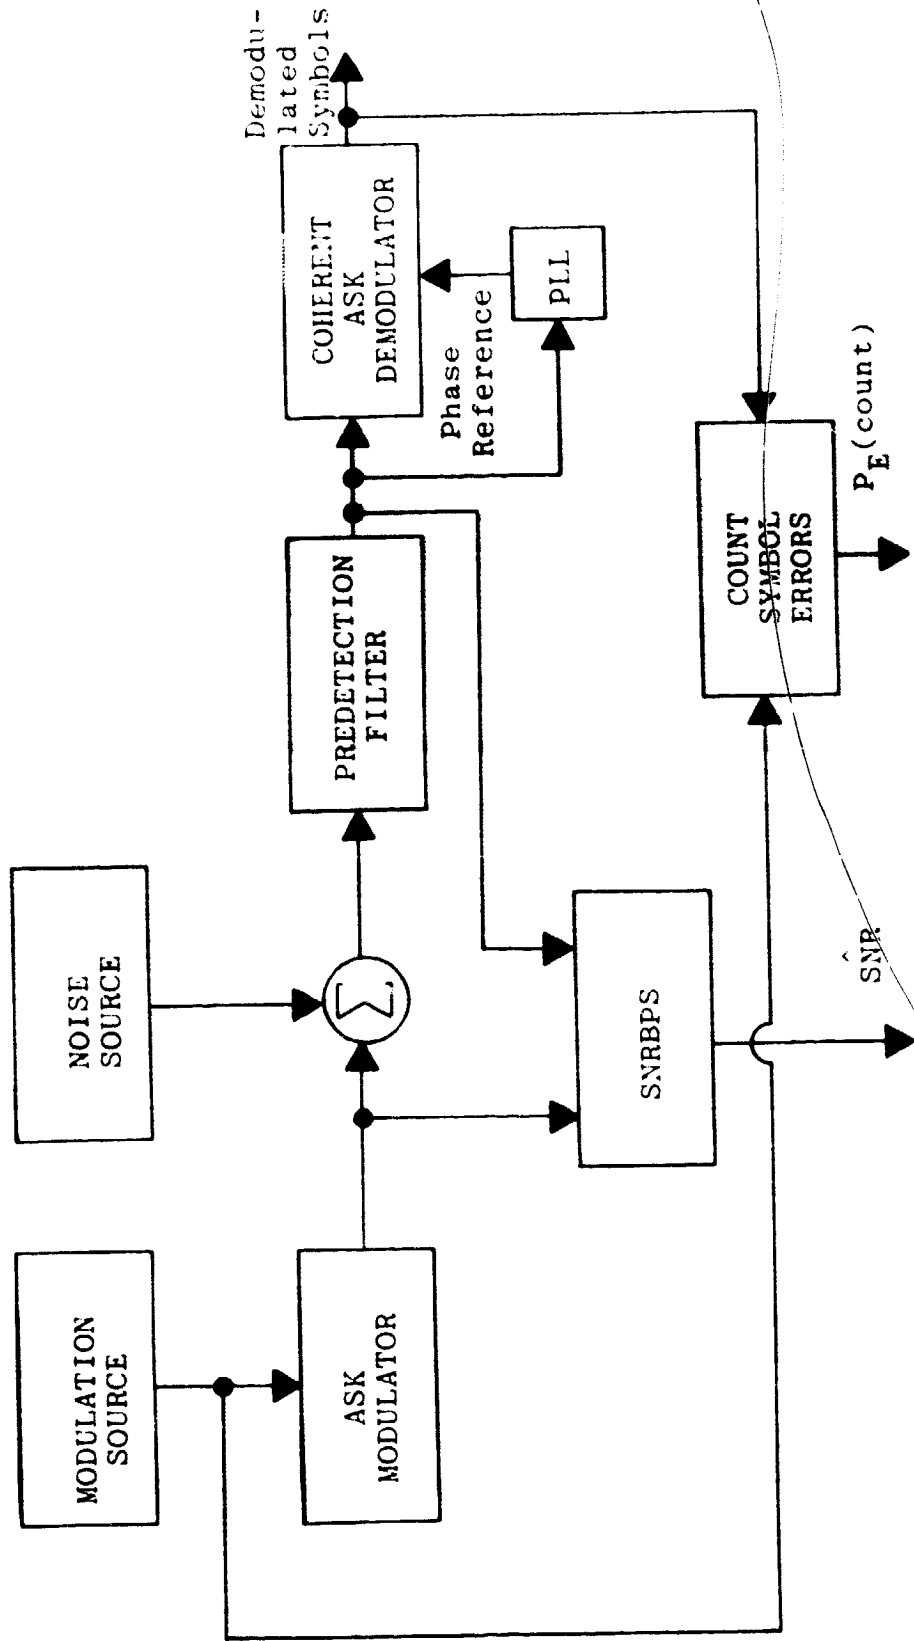 MODULATION
SOURCE
NOISE
SOURCE
ASK
MODULATOR
Σ
PREDETECTION
FILTER
COHERENT
ASK
DEMODULATOR
Demodu-
lated
Symbols
Phase
Reference
PLL
SNRBPS
COUNT
SYMBOL
ERRORS
SN̂R
P_E(count)